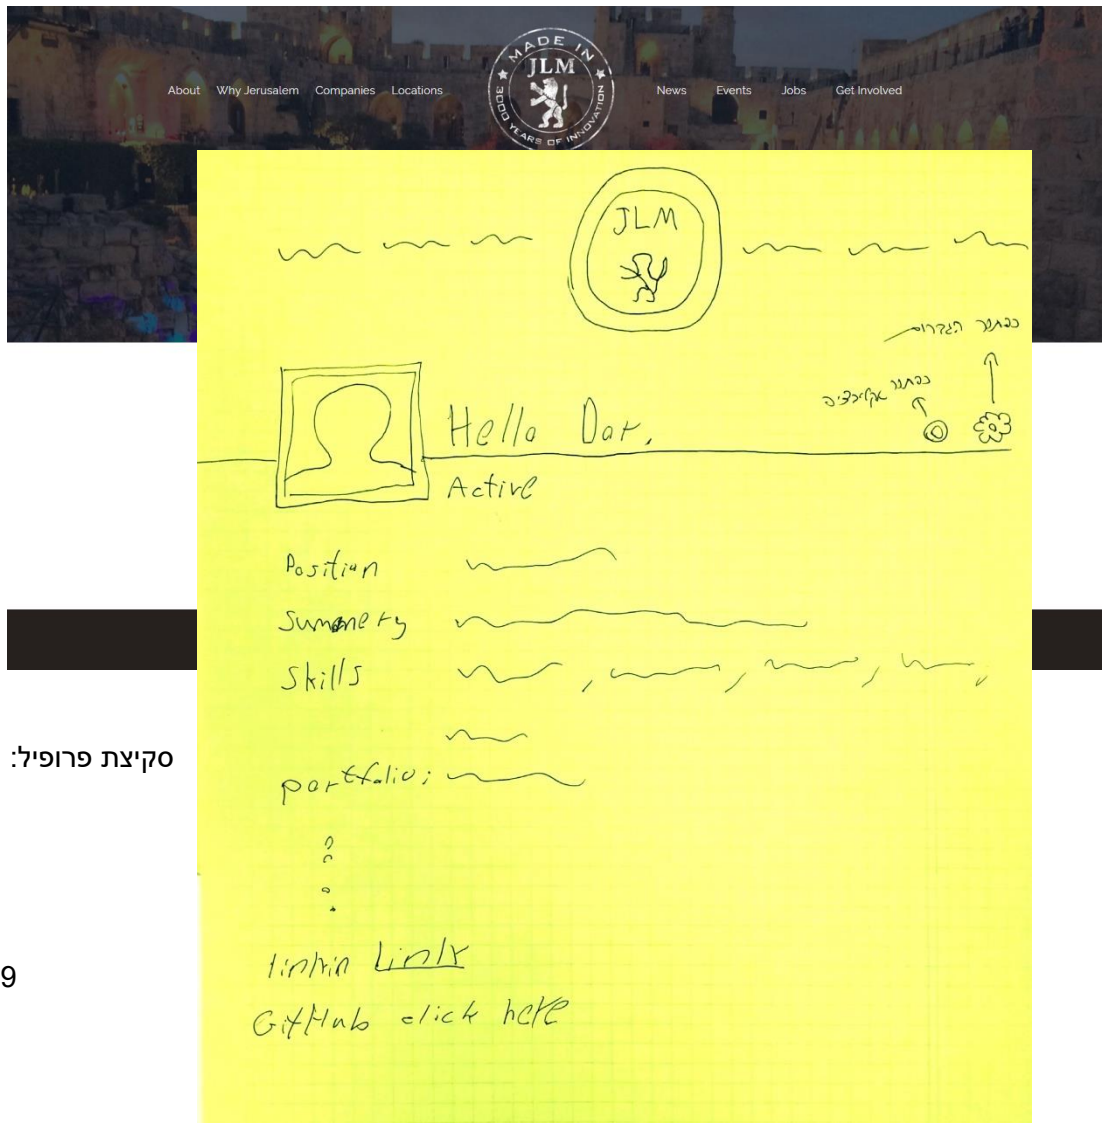 MADE IN
JLM
3000 YEARS OF INNOVATION
About Why Jerusalem Companies Locations
News Events Jobs Get Involved
JLM
כפתור הגדרות
כפתור אפליקציה
Hello Dar.
Active
Position
Summery
Skills
סקיצת פרופיל:
portfolio:
linkin Link
9
GitHub click here